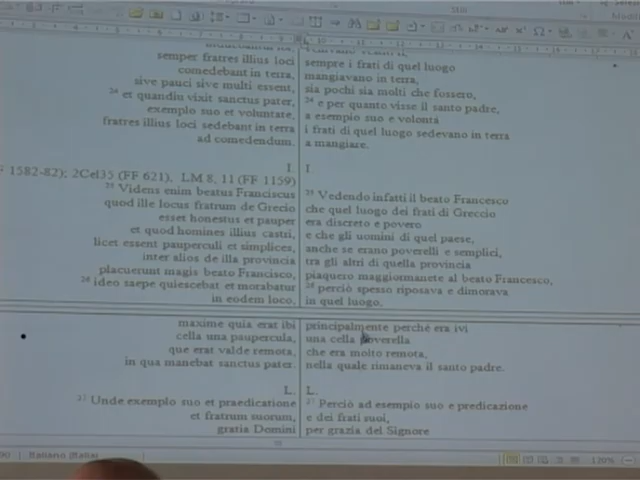 semper fratres illius loci
comedebant in terra,
sive pauci sive multi essent,
24 et quandiu vixit sanctus pater,
exemplo suo et voluntate,
fratres illius loci sedebant in terra
ad comedendum.
I.
F 1582-82); 2Cel35 (FF 621), LM 8, 11 (FF 1159)
25 Videns enim beatus Franciscus
quod ille locus fratrum de Grecio
esset honestus et pauper
et quod homines illius castri,
licet essent pauperculi et simplices,
inter alios de illa provincia
placuerunt magis beato Francisco,
26 ideo saepe quiescebat et morabatur
in eodem loco,
maxime quia erat ibi
cella una paupercula,
que erat valde remota,
in qua manebat sanctus pater.
L.
27 Unde exemplo suo et praedicatione
et fratrum suorum,
gratia Domini
sempre i frati di quel luogo
mangiavano in terra,
sia pochi sia molti che fossero,
24 e per quanto visse il santo padre,
a esempio suo e volontà
i frati di quel luogo sedevano in terra
a mangiare.
I.
25 Vedendo infatti il beato Francesco
che quel luogo dei frati di Greccio
era discreto e povero
e che gli uomini di quel paese,
anche se erano poverelli e semplici,
tra gli altri di quella provincia
piaquero maggiormanete al beato Francesco,
26 perciò spesso riposava e dimorava
in quel luogo,
principalmente perché era ivi
una cella poverella
che era molto remota,
nella quale rimaneva il santo padre.
L.
27 Perciò ad esempio suo e predicazione
e dei frati suoi,
per grazia del Signore
Italiano (Italia)
120%